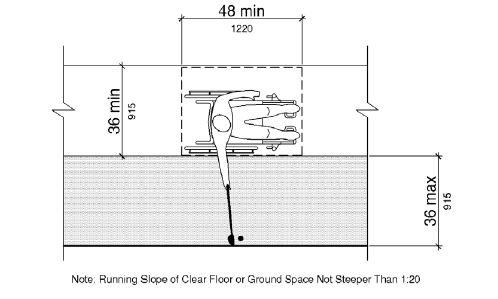 48 min
1220
36 min
915
36 max
915
Note: Running Slope of Clear Floor or Ground Space Not Steeper Than 1:20